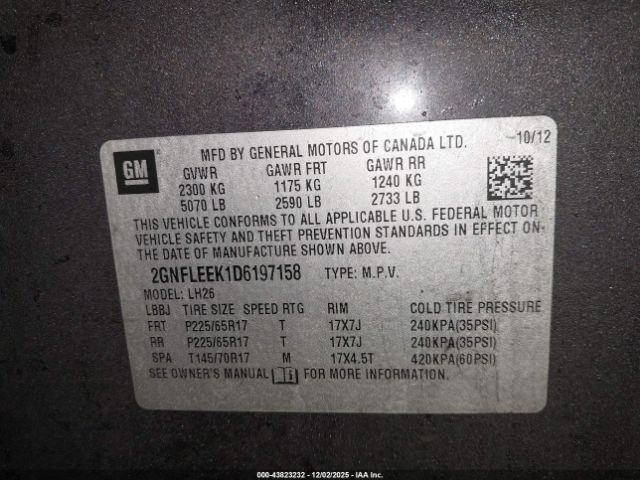 MFD BY GENERAL MOTORS OF CANADA LTD. 10/12
GM
GVWR GAWR FRT GAWR RR
2300 KG 1175 KG 1240 KG
5070 LB 2590 LB 2733 LB
THIS VEHICLE CONFORMS TO ALL APPLICABLE U.S. FEDERAL MOTOR
VEHICLE SAFETY AND THEFT PREVENTION STANDARDS IN EFFECT ON
THE DATE OF MANUFACTURE SHOWN ABOVE.
2GNFLEEK1D6197158 TYPE: M.P.V.
MODEL: LH26
LBBJ TIRE SIZE SPEED RTG RIM COLD TIRE PRESSURE
FRT P225/65R17 T 17X7J 240KPA(35PSI)
RR P225/65R17 T 17X7J 240KPA(35PSI)
SPA T145/70R17 M 17X4.5T 420KPA(60PSI)
SEE OWNER'S MANUAL FOR MORE INFORMATION.
000-43823232 - 12/02/2025 - IAA, Inc.